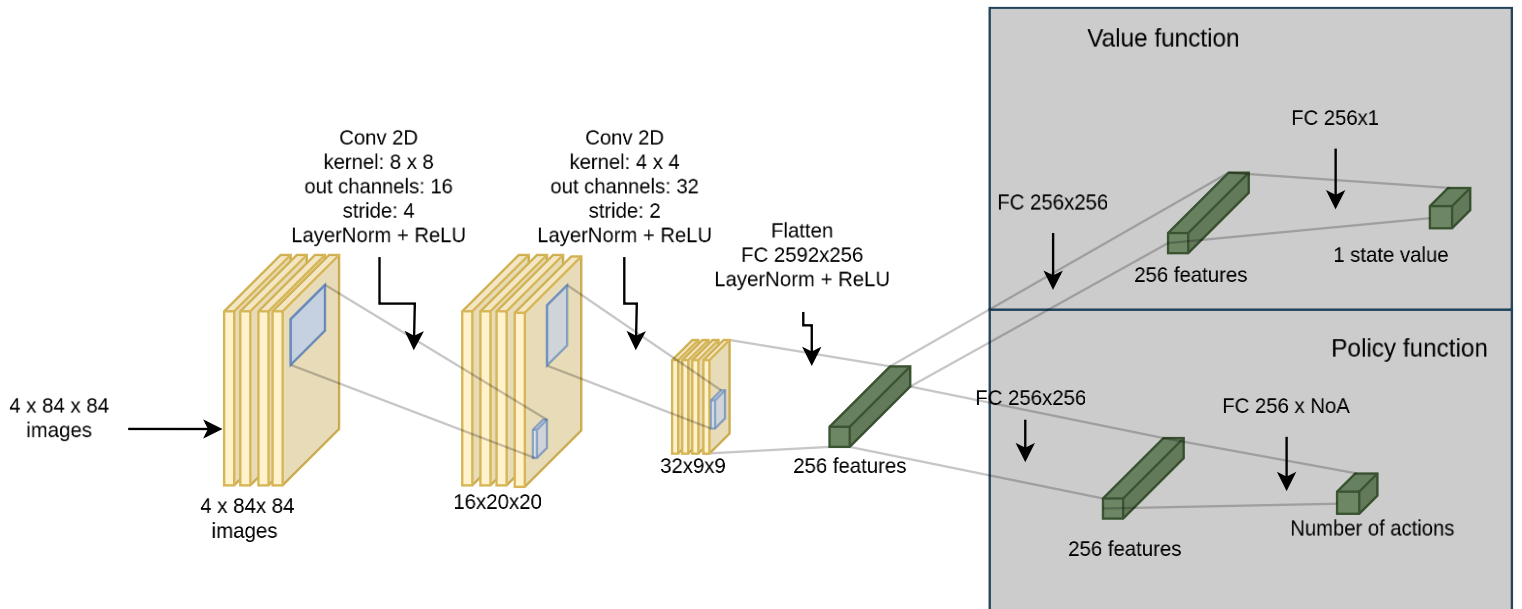 4 x 84 x 84
images
4 x 84x 84
images
Conv 2D
kernel: 8 x 8
out channels: 16
stride: 4
LayerNorm + ReLU
16x20x20
Conv 2D
kernel: 4 x 4
out channels: 32
stride: 2
LayerNorm + ReLU
32x9x9
Flatten
FC 2592x256
LayerNorm + ReLU
256 features
Value function
FC 256x256
256 features
FC 256x1
1 state value
Policy function
FC 256x256
256 features
FC 256 x NoA
Number of actions